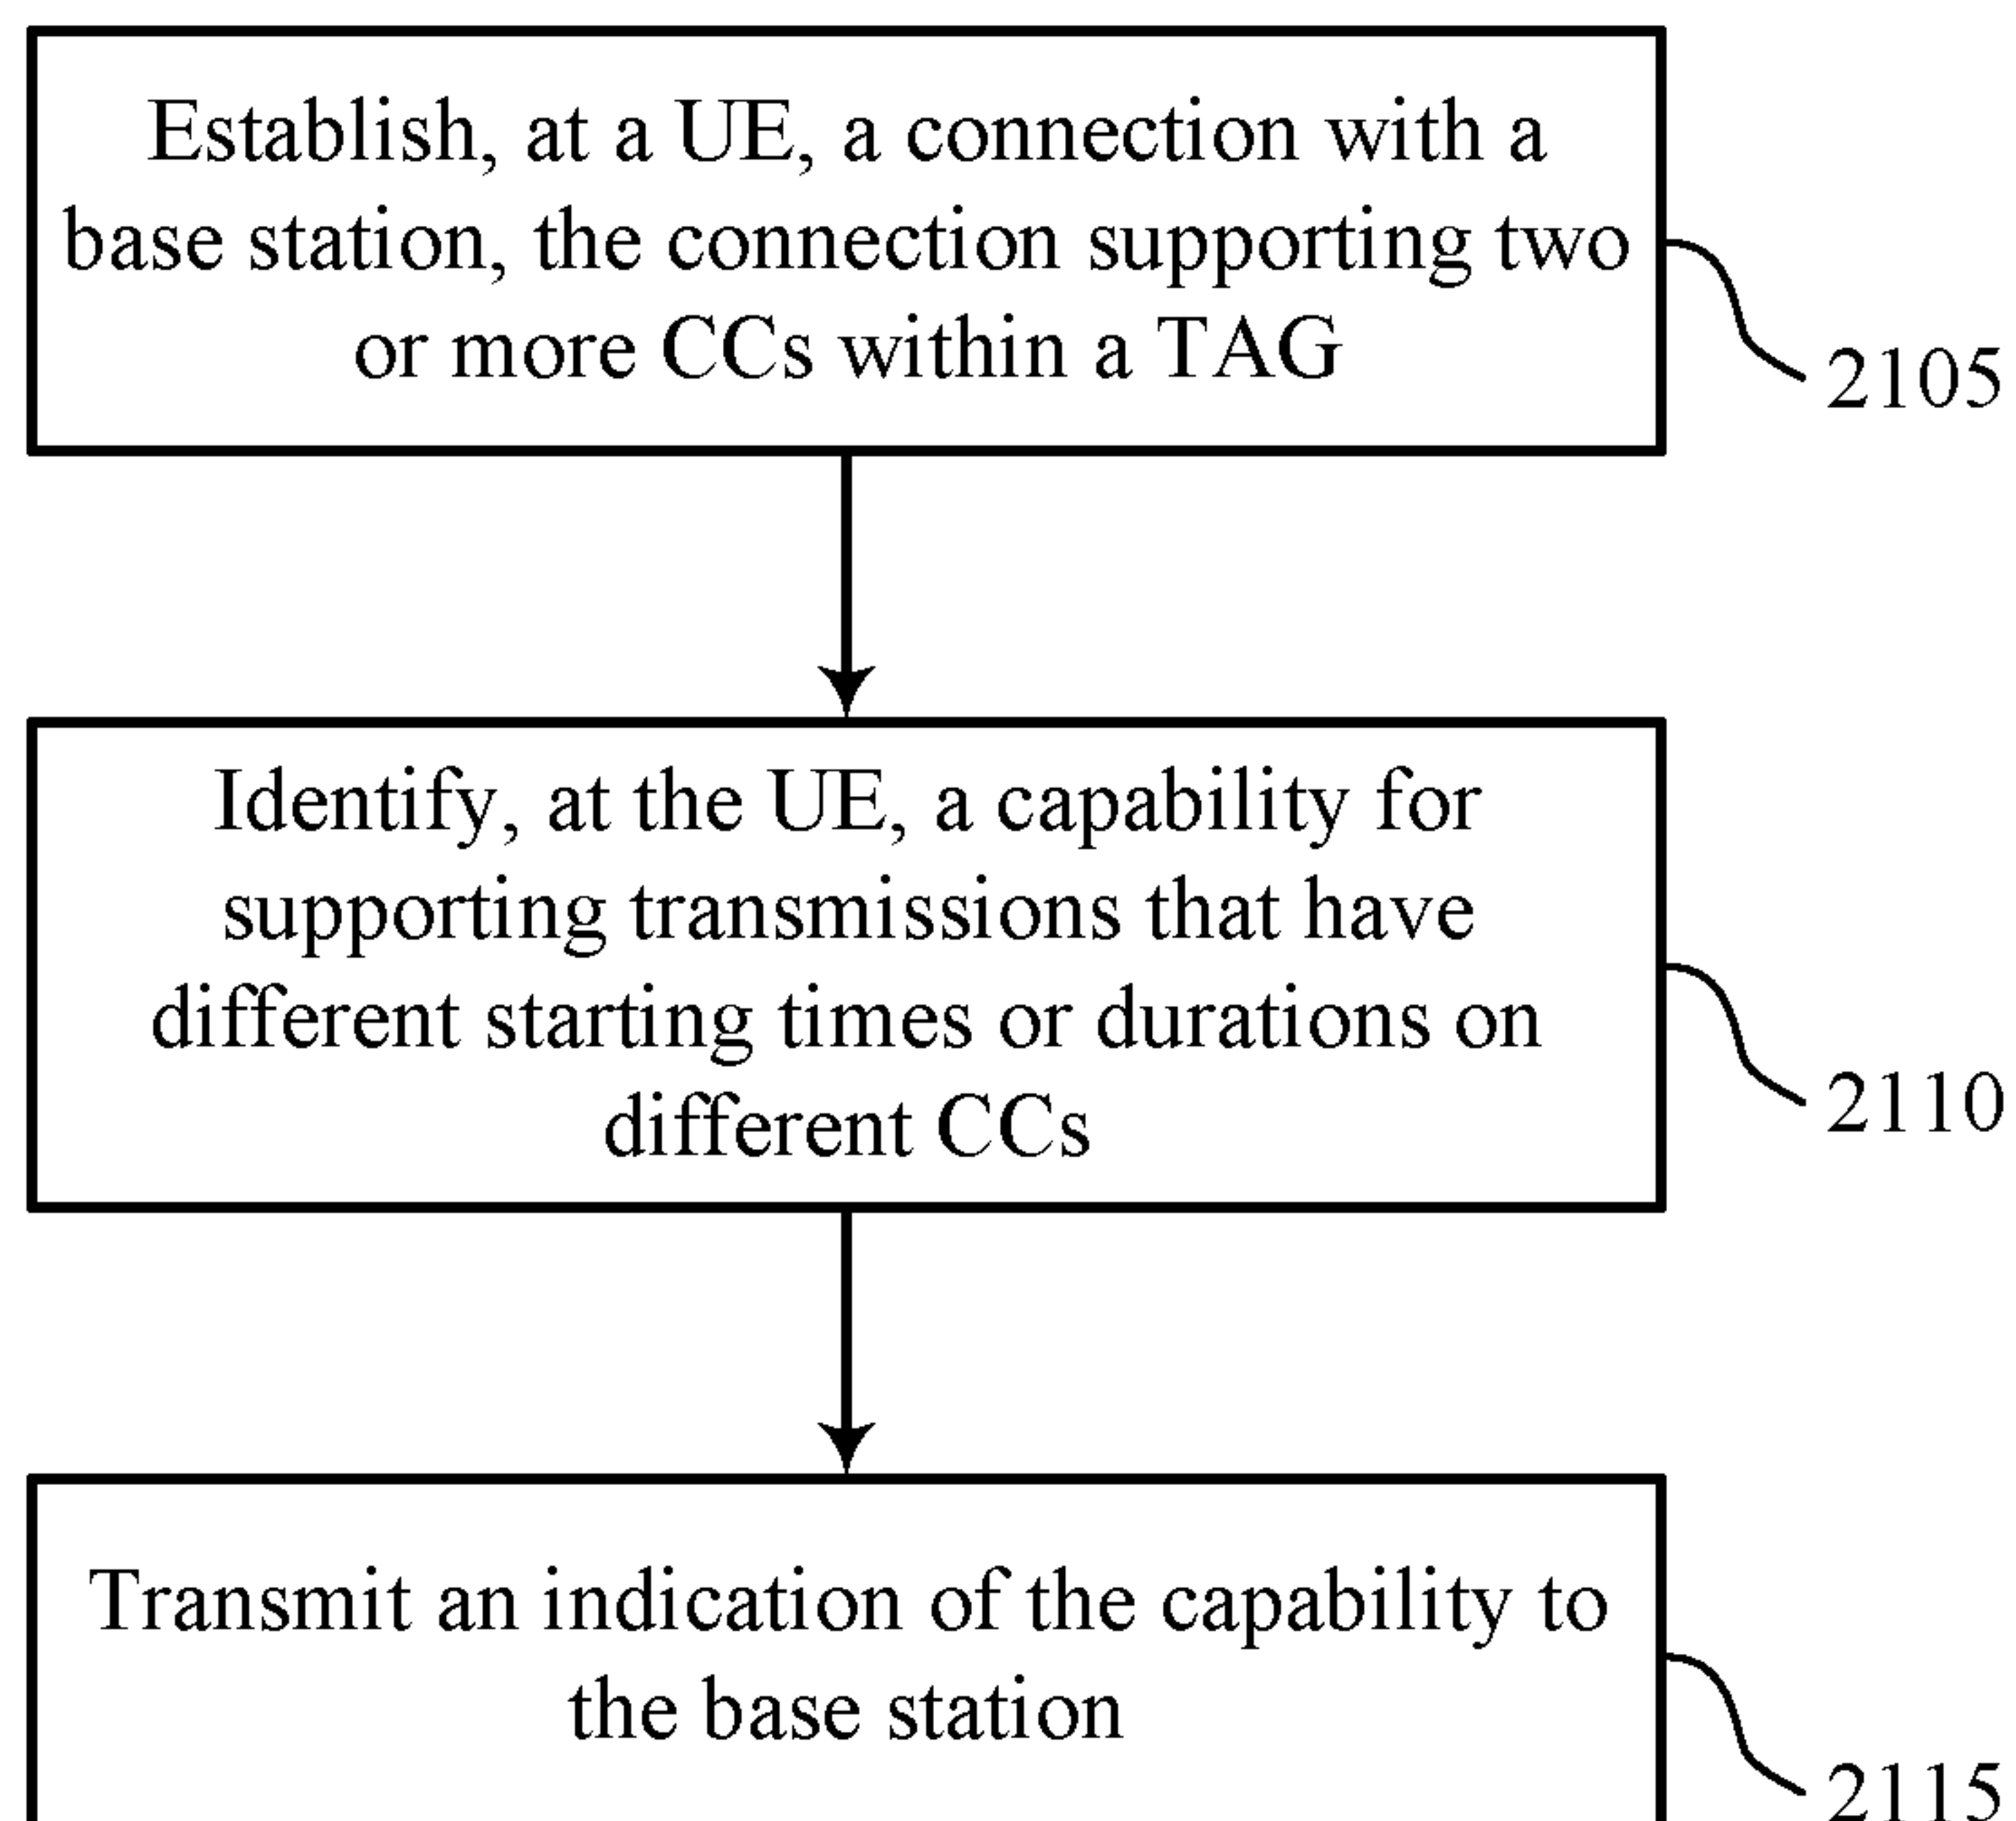 Establish, at a UE, a connection with a
base station, the connection supporting two
or more CCs within a TAG
2105
Identify, at the UE, a capability for
supporting transmissions that have
different starting times or durations on
different CCs
2110
Transmit an indication of the capability to
the base station
2115